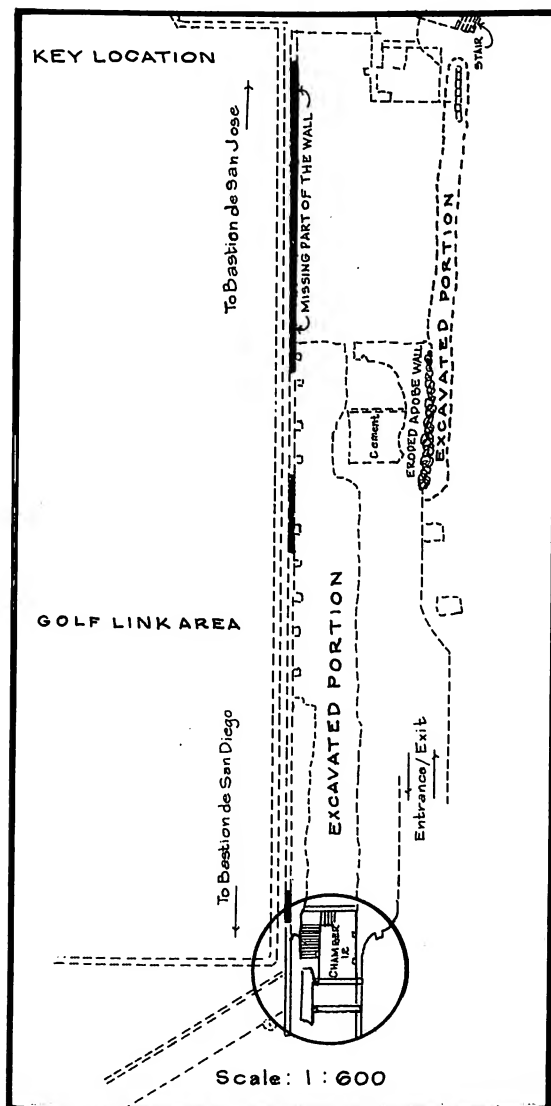 KEY LOCATION
STAIR
To Bastion de San Jose
MISSING PART OF THE WALL
EXCAVATED PORTION
ERODED ADOBE WALL
Cement
GOLF LINK AREA
EXCAVATED PORTION
To Bastion de San Diego
Entrance/Exit
CHAMBER
Scale: 1:600